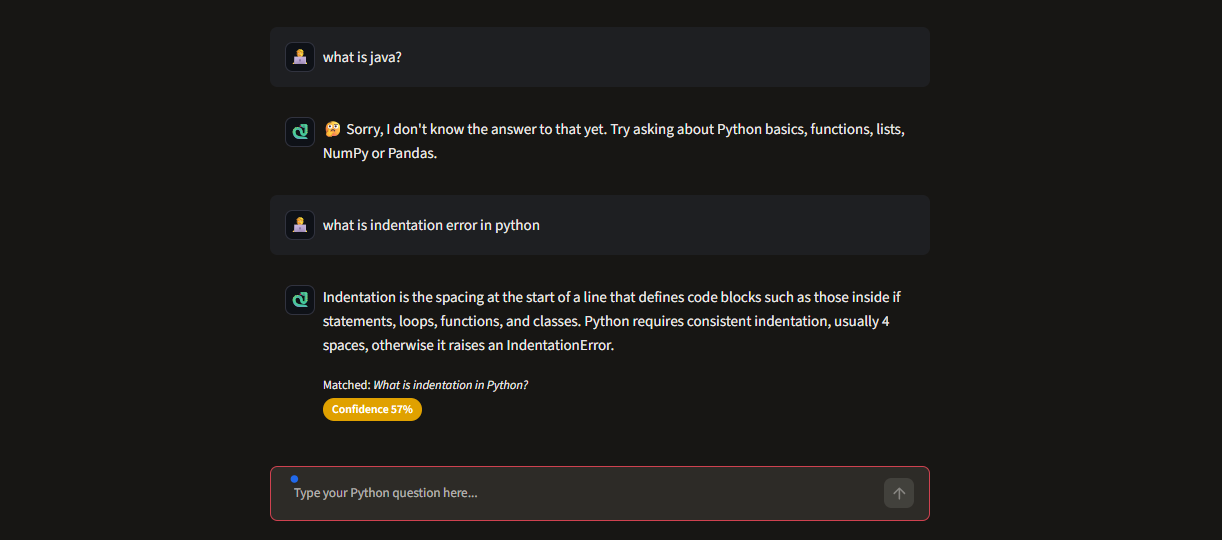 what is java?
🤔 Sorry, I don't know the answer to that yet. Try asking about Python basics, functions, lists,
NumPy or Pandas.
what is indentation error in python
Indentation is the spacing at the start of a line that defines code blocks such as those inside if
statements, loops, functions, and classes. Python requires consistent indentation, usually 4
spaces, otherwise it raises an IndentationError.
Matched: What is indentation in Python?
Confidence 57%
Type your Python question here...